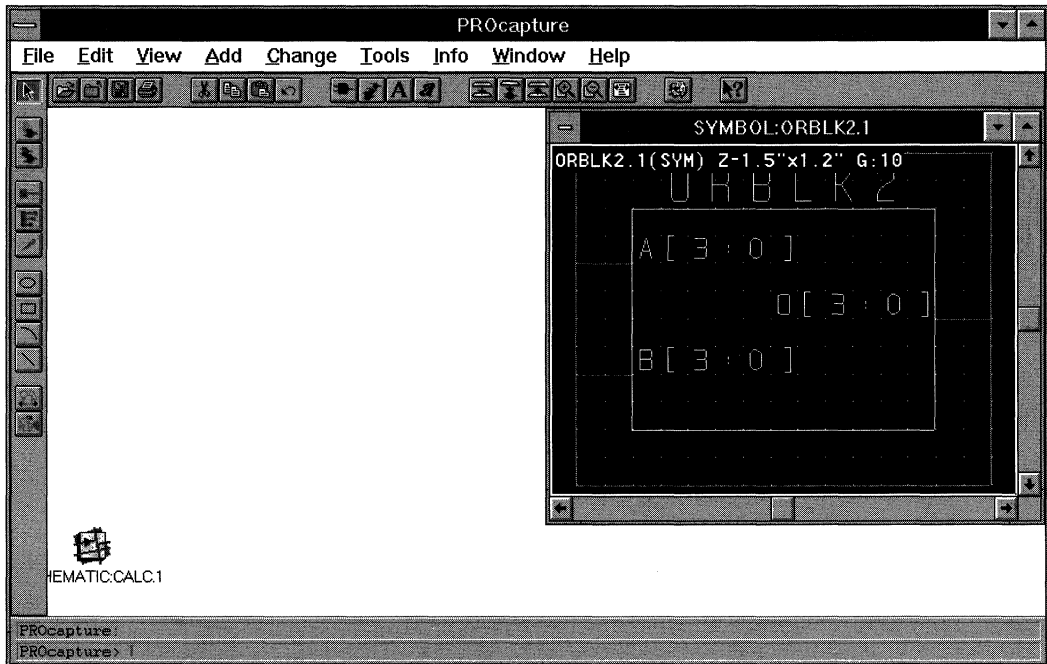 PROcapture
File Edit View Add Change Tools Info Window Help
SYMBOL:ORBLK2.1
ORBLK2.1(SYM) Z-1.5"x1.2" G:10
ORBLK2
A[3:0]
O[3:0]
B[3:0]
HEMATIC:CALC.1
PROcapture:
PROcapture>